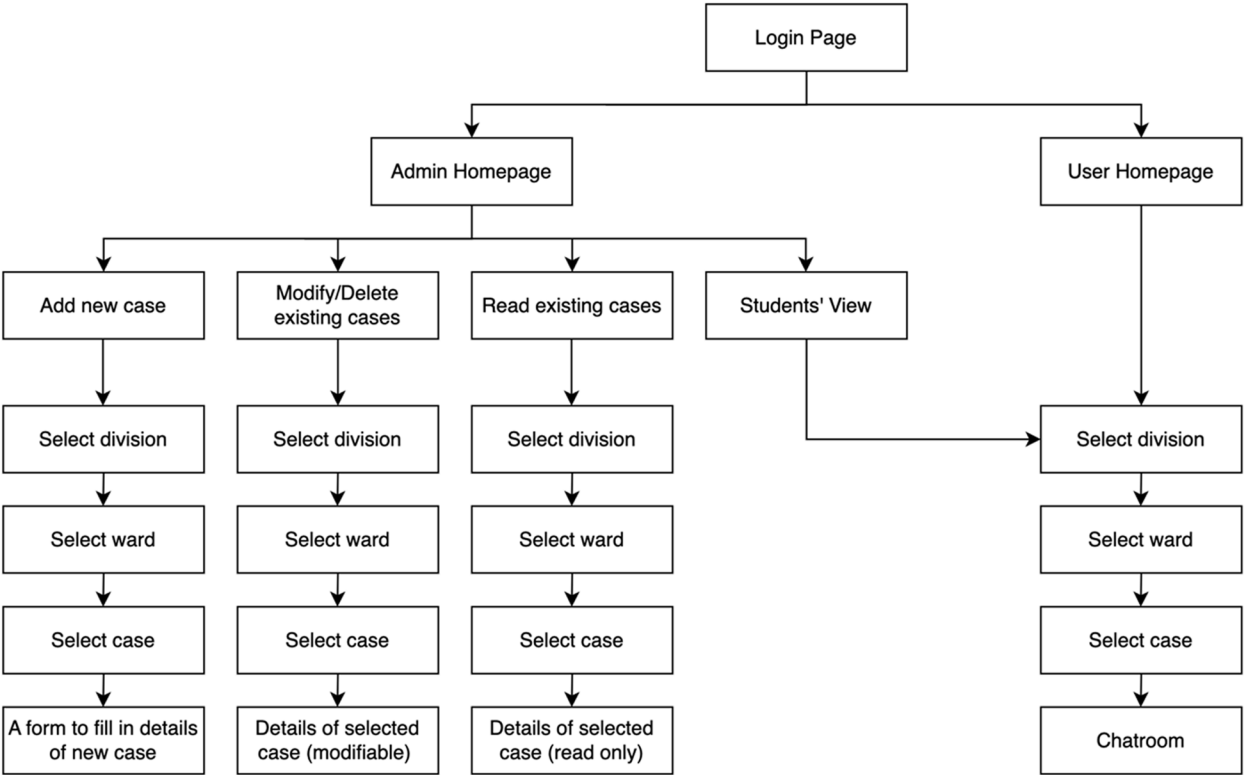 Login Page
Admin Homepage
User Homepage
Add new case
Modify/Delete
existing cases
Read existing cases
Students' View
Select division
Select division
Select division
Select division
Select ward
Select ward
Select ward
Select ward
Select case
Select case
Select case
Select case
A form to fill in details
of new case
Details of selected
case (modifiable)
Details of selected
case (read only)
Chatroom